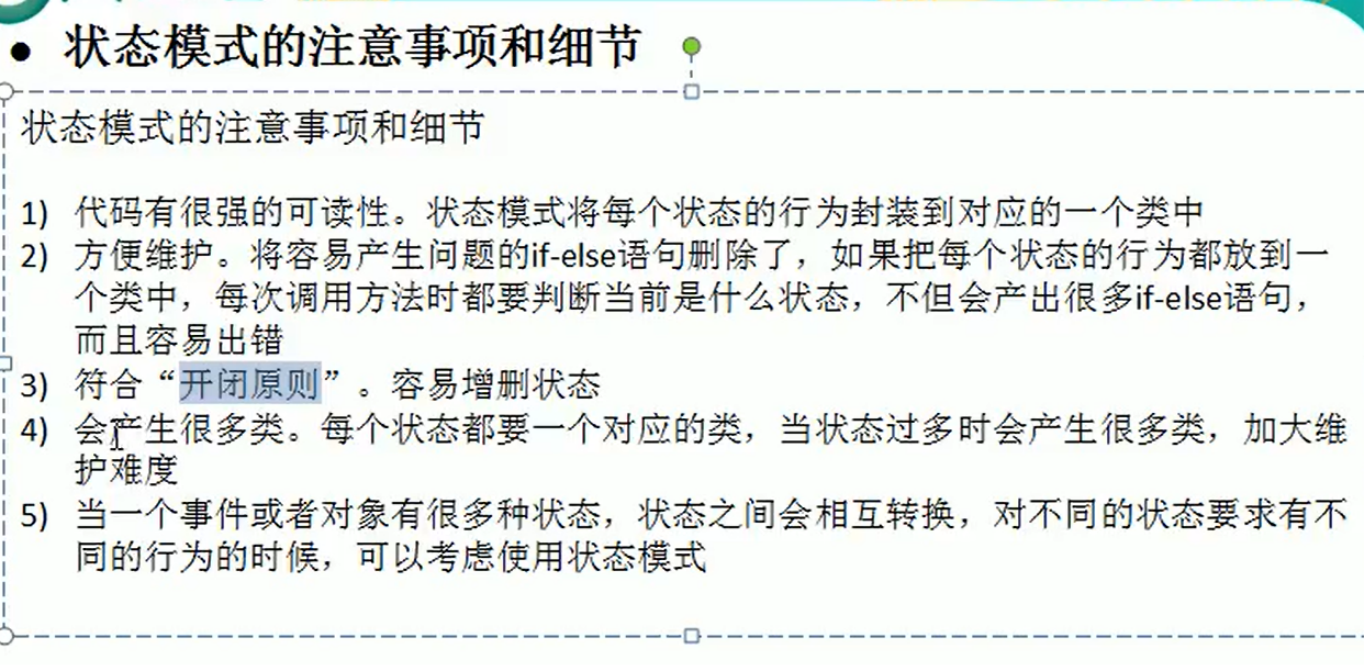 ● 状态模式的注意事项和细节
状态模式的注意事项和细节
1) 代码有很强的可读性。状态模式将每个状态的行为封装到对应的一个类中
2) 方便维护。将容易产生问题的if-else语句删除了，如果把每个状态的行为都放到一
个类中，每次调用方法时都要判断当前是什么状态，不但会产出很多if-else语句，
而且容易出错
3) 符合“开闭原则”。容易增删状态
4) 会产生很多类。每个状态都要一个对应的类，当状态过多时会产生很多类，加大维
护难度
5) 当一个事件或者对象有很多种状态，状态之间会相互转换，对不同的状态要求有不
同的行为的时候，可以考虑使用状态模式